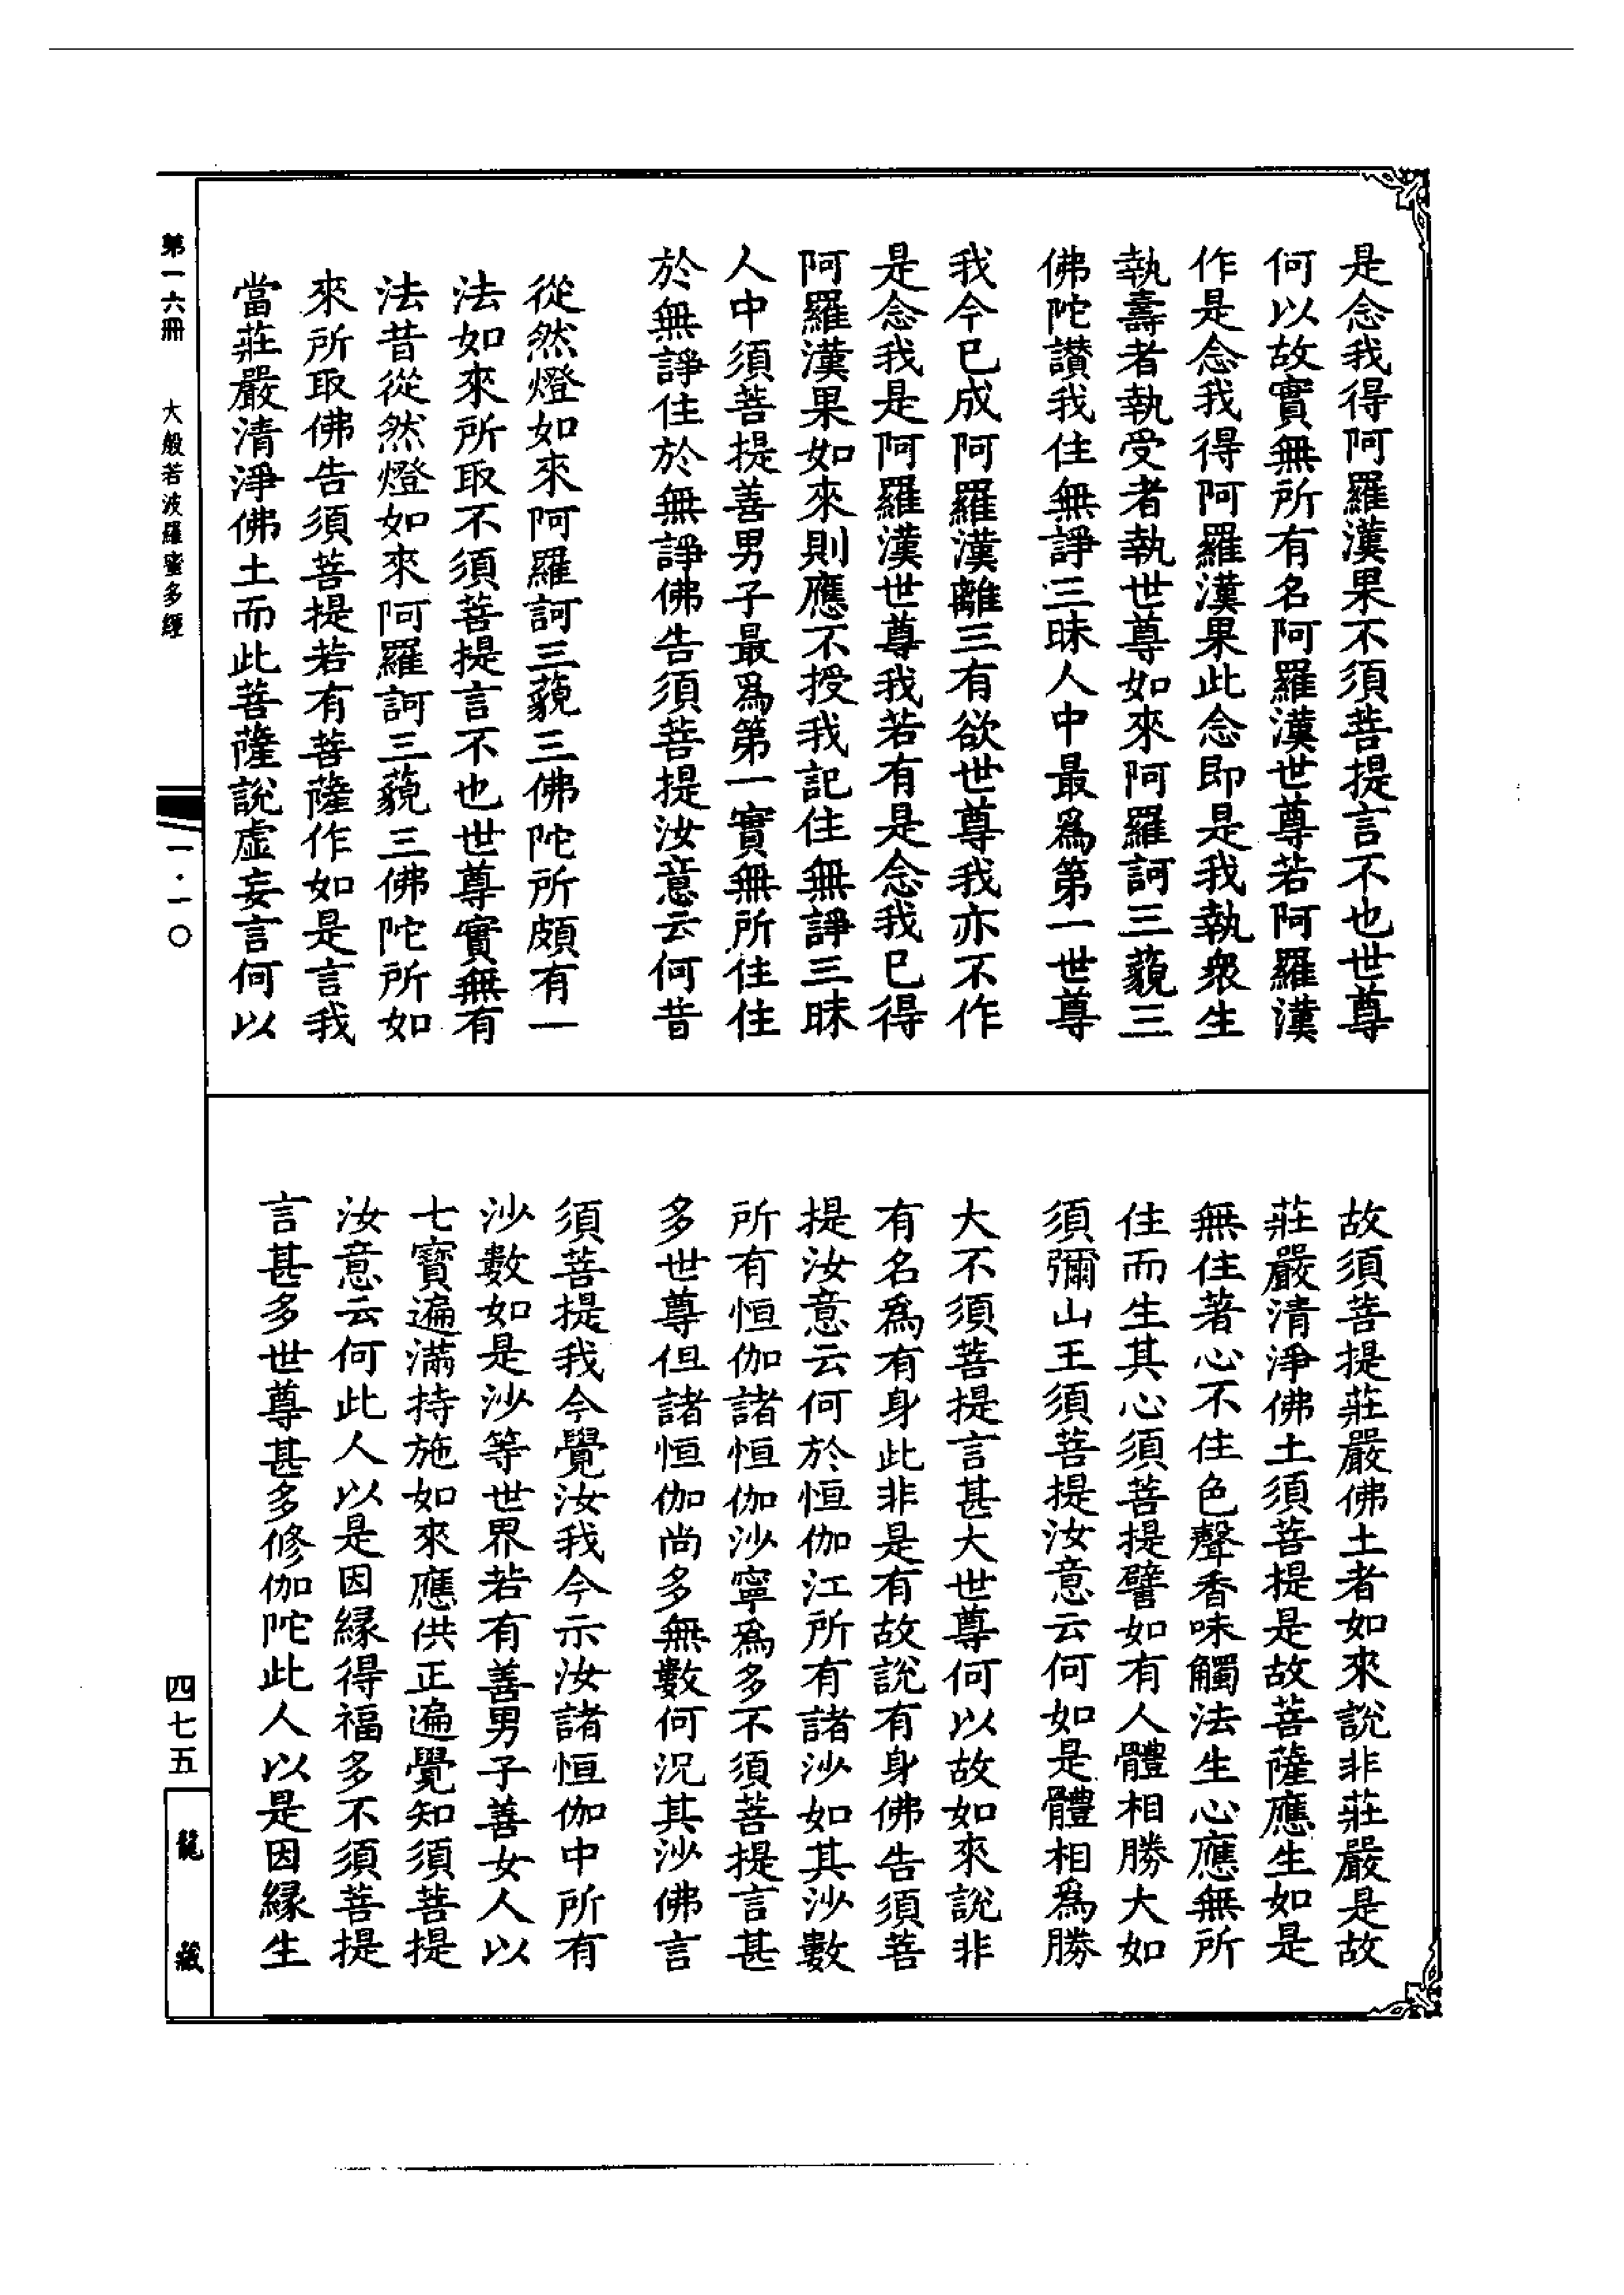 是念我得阿羅漢果不須菩提言不也世尊
何以故實無所有名阿羅漢世尊若阿羅漢
作是念我得阿羅漢果此念即是我執衆生
執壽者執受者執世尊如來阿羅訶三藐三
佛陀讃我住無諍三昧人中最爲第一世尊
我今已成阿羅漢離三有欲世尊我亦不作
是念我是阿羅漢世尊我若有是念我已得
阿羅漢果如來則應不授我記住無諍三昧
人中須菩提善男子最爲第一實無所住住
於無諍住於無諍佛告須菩提汝意云何昔
從然燈如來阿羅訶三藐三佛陀所頗有一
法如來所取不須菩提言不也世尊實無有
法昔從然燈如來阿羅訶三藐三佛陀所如
來所取佛告須菩提若有菩薩作如是言我
當莊嚴清淨佛土而此菩薩說虚妄言何以
故須菩提莊嚴佛土者如來說非莊嚴是故
莊嚴清淨佛土須菩提是故菩薩應生如是
無住著心不住色聲香味觸法生心應無所
住而生其心須菩提譬如有人體相勝大如
須彌山王須菩提汝意云何如是體相爲勝
大不須菩提言甚大世尊何以故如來說非
有名爲有身此非是有故說有身佛告須菩
提汝意云何於恒伽江所有諸沙如其沙數
所有恒伽諸恒伽沙寧爲多不須菩提言甚
多世尊但諸恒伽尚多無數何況其沙佛言
須菩提我今覺汝我今示汝諸恒伽中所有
沙數如是沙等世界若有善男子善女人以
七寶遍滿持施如來應供正遍覺知須菩提
汝意云何此人以是因縁得福多不須菩提
言甚多世尊甚多修伽陀此人以是因縁生
第一六冊 大般若波羅蜜多經
一·一〇
四七五
龍藏